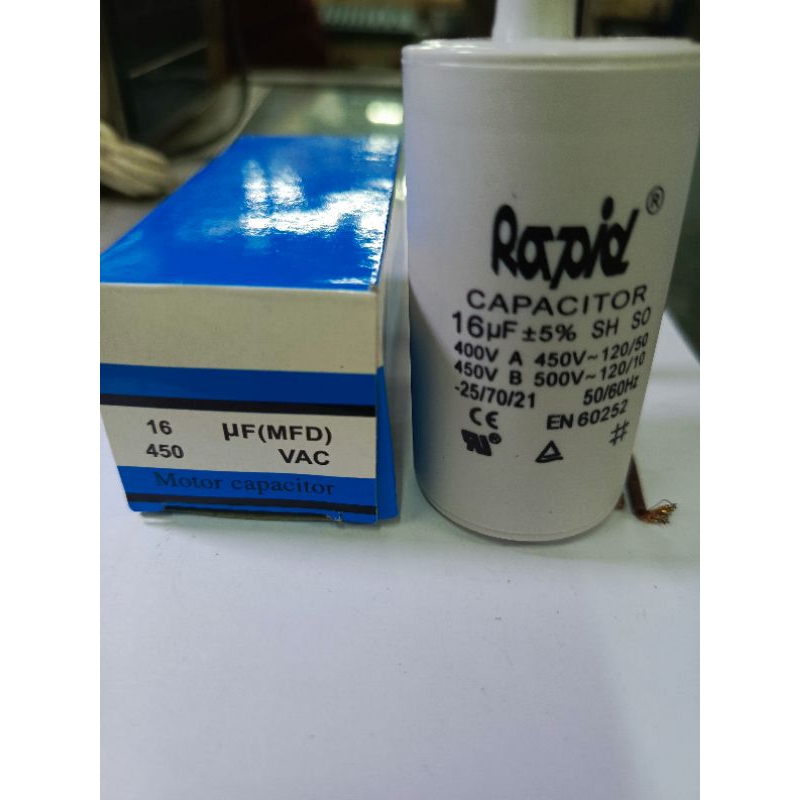 16 µF(MFD)
450 VAC
Motor capacitor
Rapid ®
CAPACITOR
16µF±5% SH SO
400V A 450V~120/50
450V B 500V~120/10
-25/70/21 50/60Hz
CE EN 60252
#